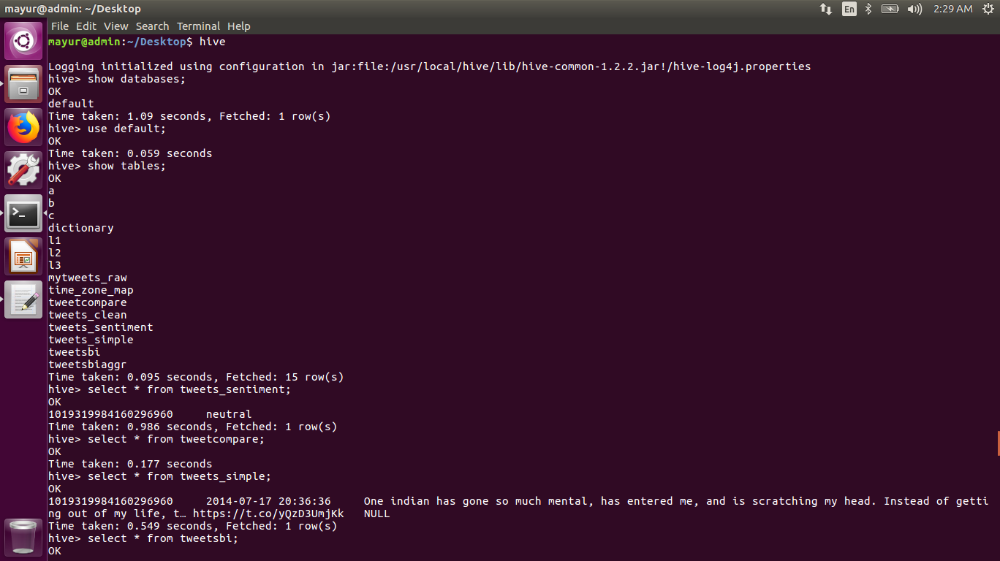 mayur@admin: ~/Desktop
En
2:29 AM
File Edit View Search Terminal Help
mayur@admin:~/Desktop$ hive
Logging initialized using configuration in jar:file:/usr/local/hive/lib/hive-common-1.2.2.jar!/hive-log4j.properties
hive> show databases;
OK
default
Time taken: 1.09 seconds, Fetched: 1 row(s)
hive> use default;
OK
Time taken: 0.059 seconds
hive> show tables;
OK
a
b
c
dictionary
l1
l2
l3
mytweets_raw
time_zone_map
tweetcompare
tweets_clean
tweets_sentiment
tweets_simple
tweetsbi
tweetsbiaggr
Time taken: 0.095 seconds, Fetched: 15 row(s)
hive> select * from tweets_sentiment;
OK
1019319984160296960 neutral
Time taken: 0.986 seconds, Fetched: 1 row(s)
hive> select * from tweetcompare;
OK
Time taken: 0.177 seconds
hive> select * from tweets_simple;
OK
1019319984160296960 2014-07-17 20:36:36 One indian has gone so much mental, has entered me, and is scratching my head. Instead of getti
ng out of my life, t… https://t.co/yQzD3UmjKk NULL
Time taken: 0.549 seconds, Fetched: 1 row(s)
hive> select * from tweetsbi;
OK